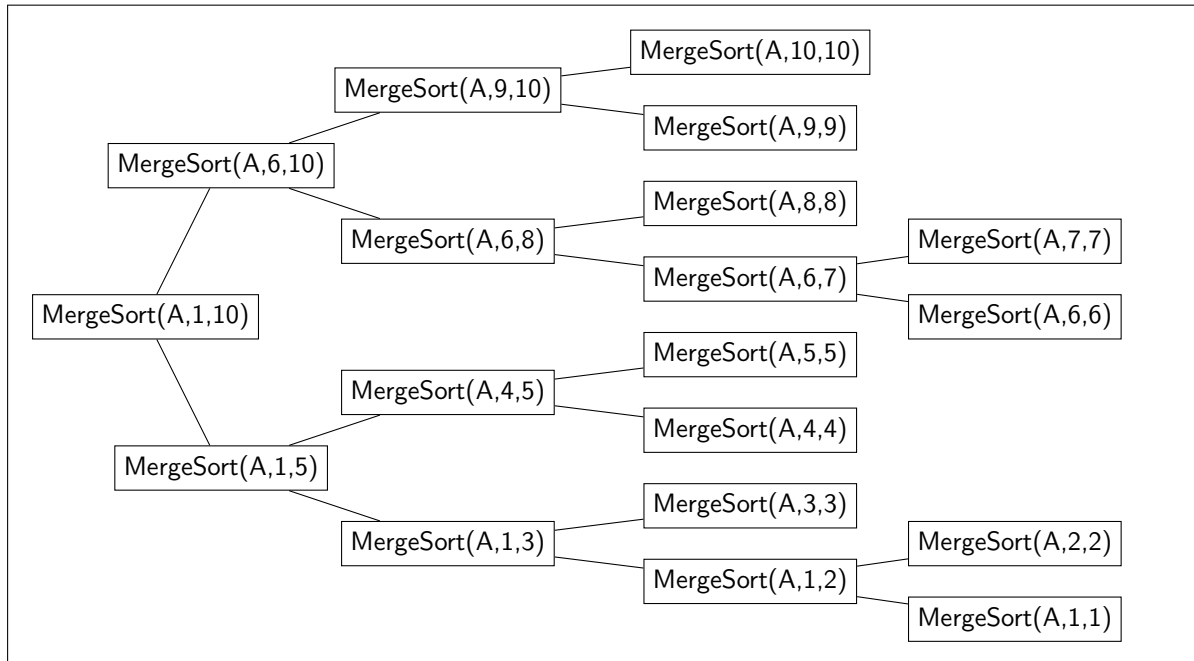 MergeSort(A,10,10)
MergeSort(A,9,10)
MergeSort(A,9,9)
MergeSort(A,6,10)
MergeSort(A,8,8)
MergeSort(A,6,8)
MergeSort(A,7,7)
MergeSort(A,6,7)
MergeSort(A,6,6)
MergeSort(A,1,10)
MergeSort(A,5,5)
MergeSort(A,4,5)
MergeSort(A,4,4)
MergeSort(A,1,5)
MergeSort(A,3,3)
MergeSort(A,1,3)
MergeSort(A,2,2)
MergeSort(A,1,2)
MergeSort(A,1,1)